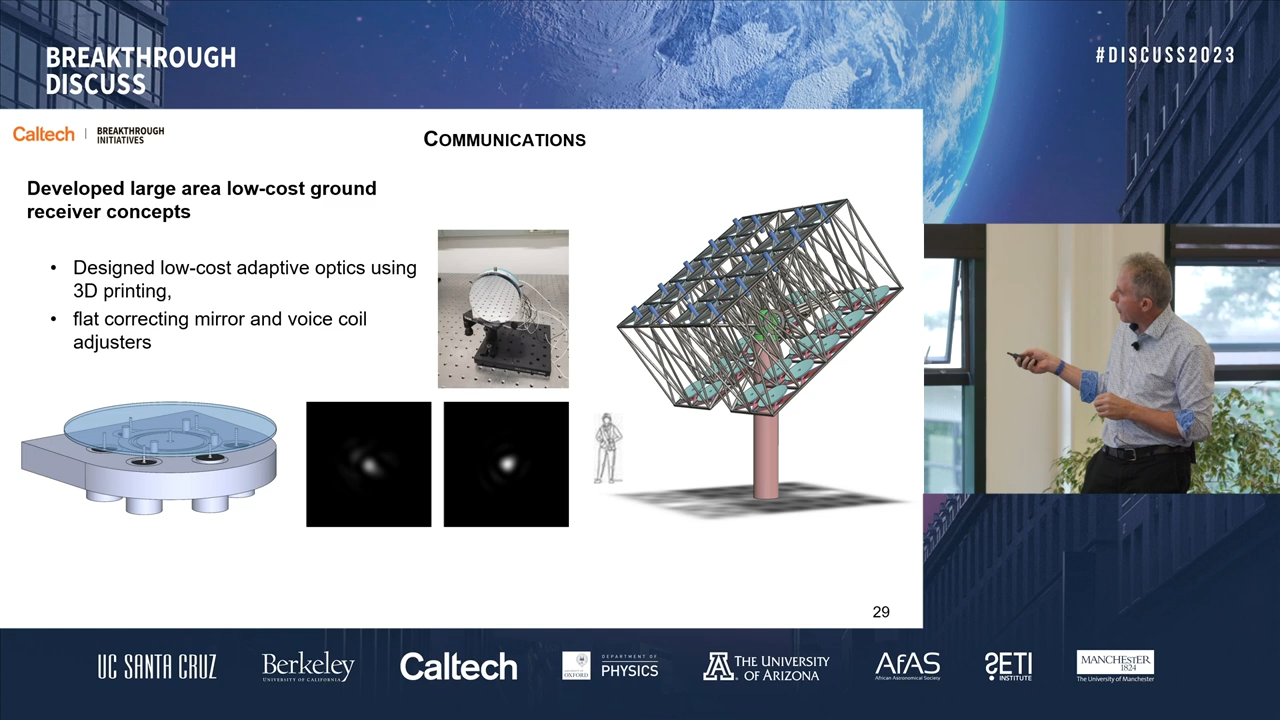 BREAKTHROUGH
DISCUSS
#DISCUSS2023
Caltech | BREAKTHROUGH
INITIATIVES
COMMUNICATIONS
Developed large area low-cost ground
receiver concepts
• Designed low-cost adaptive optics using
3D printing,
• flat correcting mirror and voice coil
adjusters
29
UC SANTA CRUZ
Berkeley
UNIVERSITY OF CALIFORNIA
Caltech
UNIVERSITY OF
OXFORD
DEPARTMENT OF
PHYSICS
THE UNIVERSITY
OF ARIZONA
AfAS
African Astronomical Society
SETI
INSTITUTE
MANCHESTER
1824
The University of Manchester